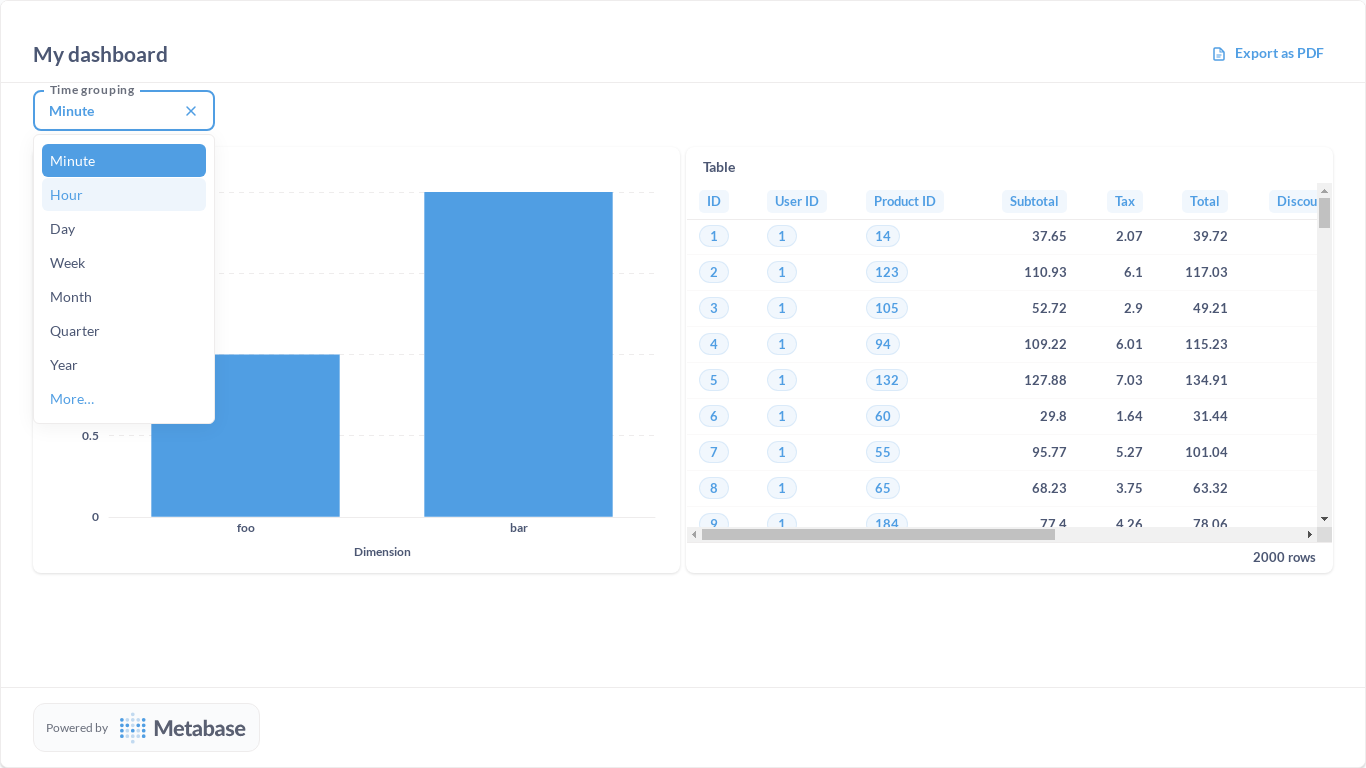 My dashboard
Export as PDF
Time grouping
Minute
Minute
Hour
Day
Week
Month
Quarter
Year
More…
0.5
0
foo
bar
Dimension
Table
ID User ID Product ID Subtotal Tax Total Discou
1 1 14 37.65 2.07 39.72
2 1 123 110.93 6.1 117.03
3 1 105 52.72 2.9 49.21
4 1 94 109.22 6.01 115.23
5 1 132 127.88 7.03 134.91
6 1 60 29.8 1.64 31.44
7 1 55 95.77 5.27 101.04
8 1 65 68.23 3.75 63.32
9 1 184 77.4 4.26 78.06
2000 rows
Powered by Metabase